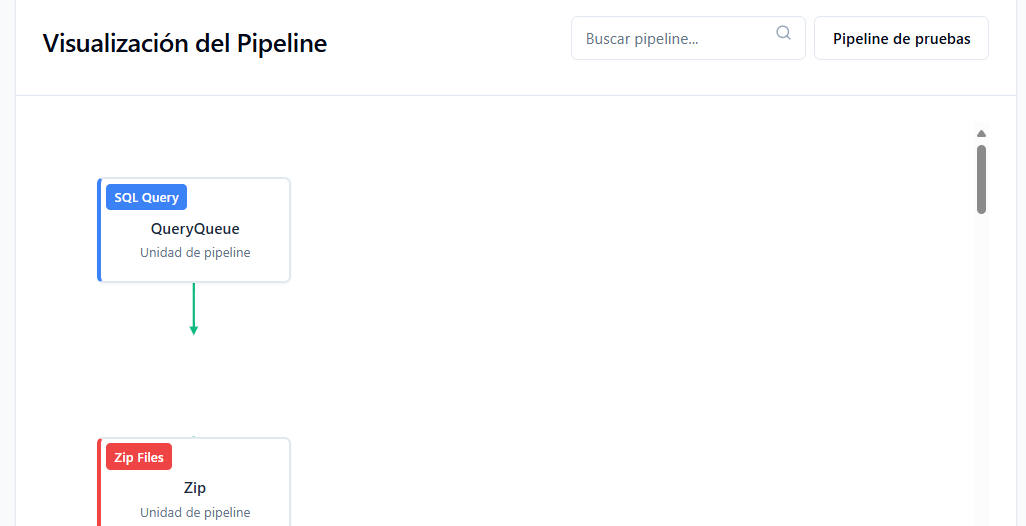 Visualización del Pipeline
Buscar pipeline...
Pipeline de pruebas
SQL Query
QueryQueue
Unidad de pipeline
Zip Files
Zip
Unidad de pipeline